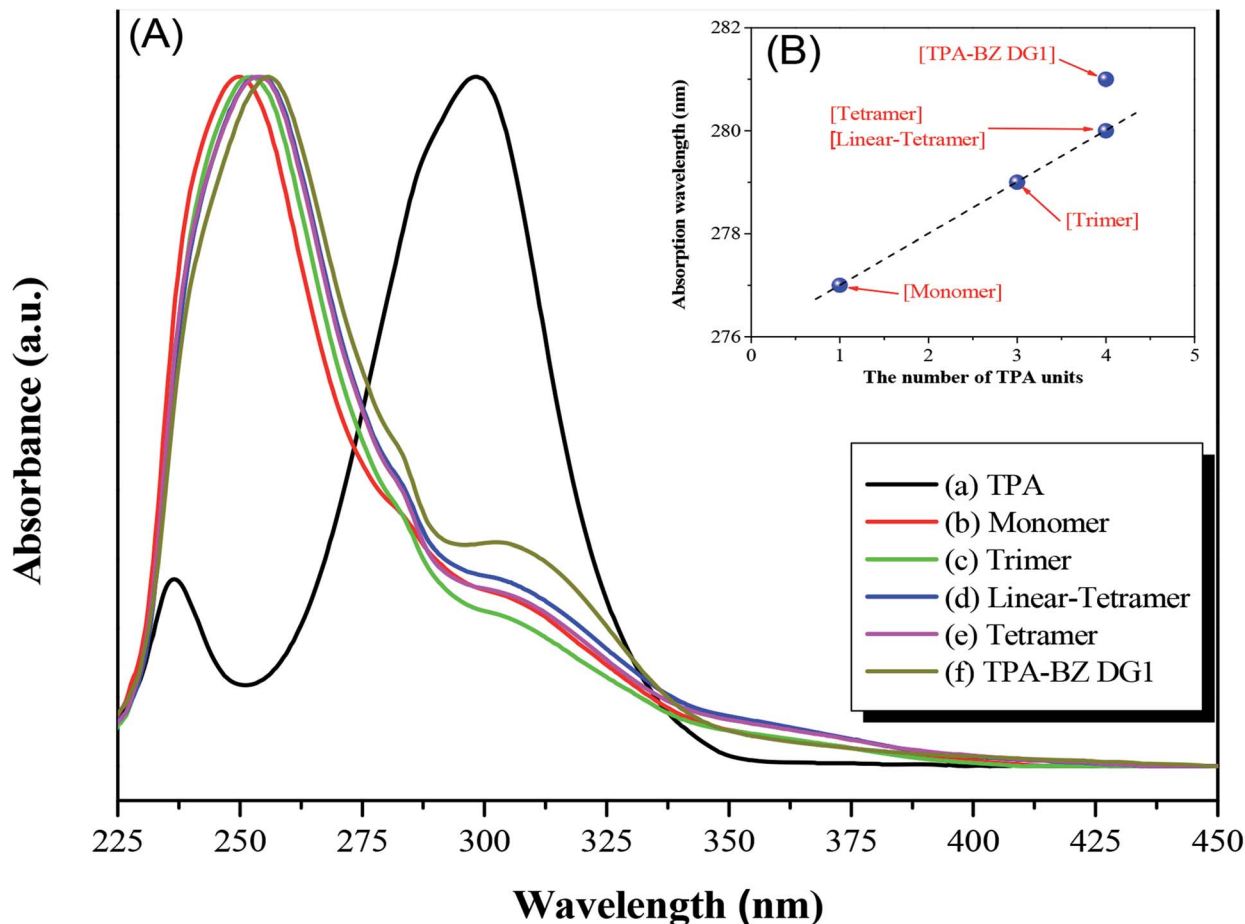 (A)
Absorbance (a.u.)
225
250
275
300
325
350
375
400
425
450
Wavelength (nm)
(B)
282
280
278
276
Absorption wavelength (nm)
[TPA-BZ DG1]
[Tetramer]
[Linear-Tetramer]
[Trimer]
[Monomer]
0
1
2
3
4
5
The number of TPA units
(a) TPA
(b) Monomer
(c) Trimer
(d) Linear-Tetramer
(e) Tetramer
(f) TPA-BZ DG1